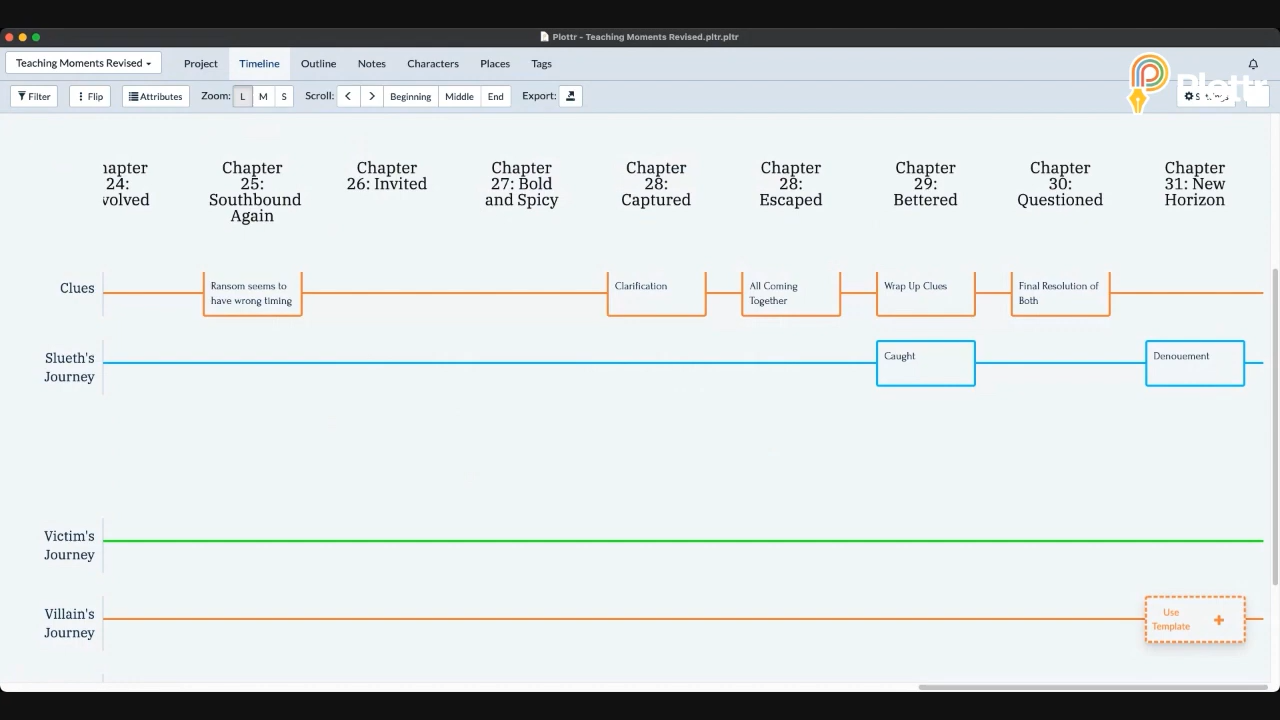 Plottr - Teaching Moments Revised.pltr.pltr
Teaching Moments Revised
Project
Timeline
Outline
Notes
Characters
Places
Tags
Plottr
Filter
Flip
Attributes
Zoom:
L
M
S
Scroll:
Beginning
Middle
End
Export:
hapter
24:
volved
Chapter
25:
Southbound
Again
Chapter
26: Invited
Chapter
27: Bold
and Spicy
Chapter
28:
Captured
Chapter
28:
Escaped
Chapter
29:
Bettered
Chapter
30:
Questioned
Chapter
31: New
Horizon
Clues
Ransom seems to
have wrong timing
Clarification
All Coming
Together
Wrap Up Clues
Final Resolution of
Both
Slueth's
Journey
Caught
Denouement
Victim's
Journey
Villain's
Journey
Use
Template